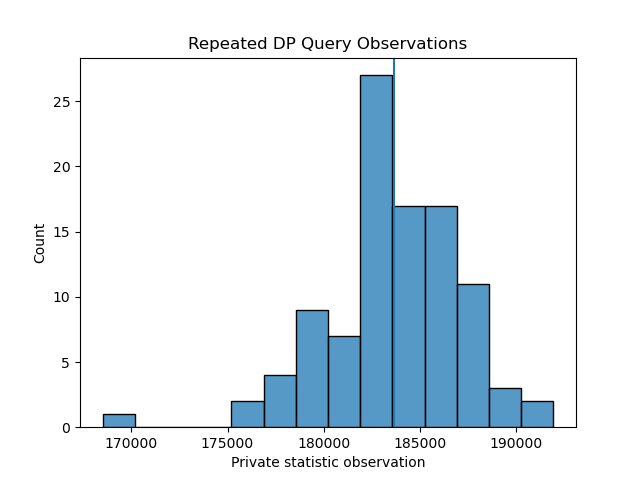 Repeated DP Query Observations
25
20
15
10
5
0
Count
170000 175000 180000 185000 190000
Private statistic observation